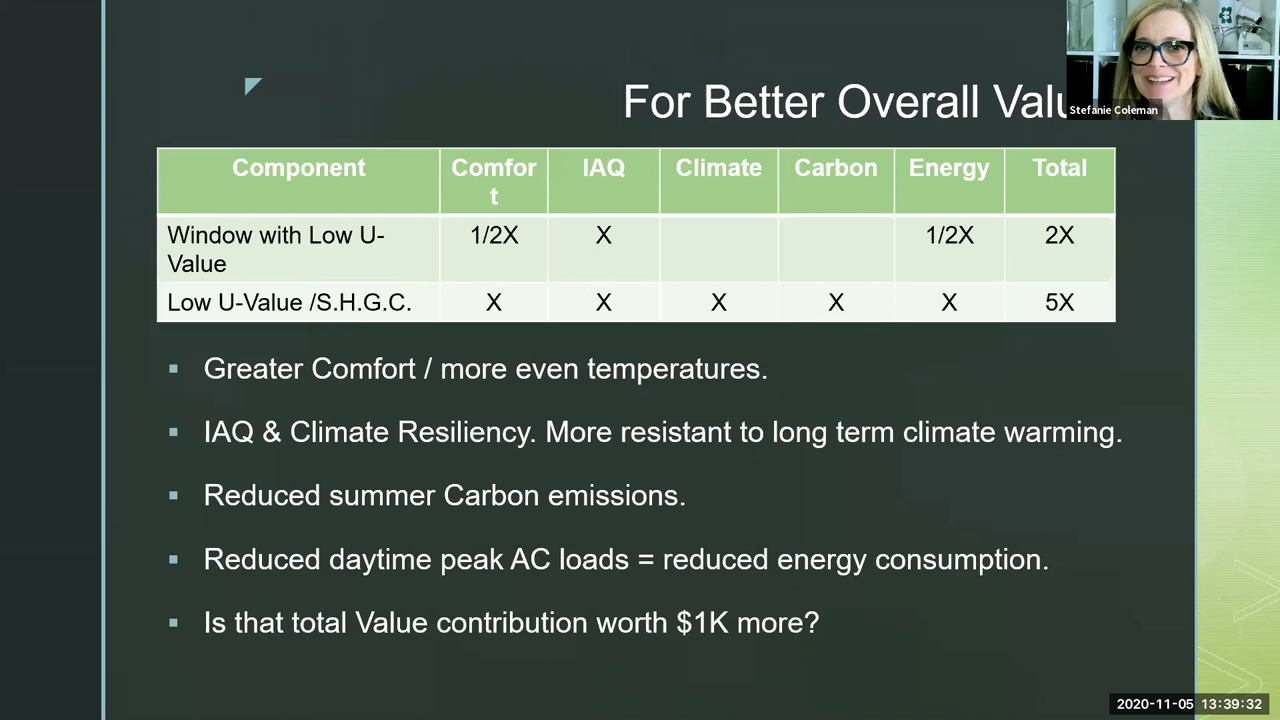 For Better Overall Valu
Stefanie Coleman
Component Comfor IAQ Climate Carbon Energy Total
t
Window with Low U- 1/2X X 1/2X 2X
Value
Low U-Value /S.H.G.C. X X X X X 5X
▪ Greater Comfort / more even temperatures.
▪ IAQ & Climate Resiliency. More resistant to long term climate warming.
▪ Reduced summer Carbon emissions.
▪ Reduced daytime peak AC loads = reduced energy consumption.
▪ Is that total Value contribution worth $1K more?
2020-11-05 13:39:32